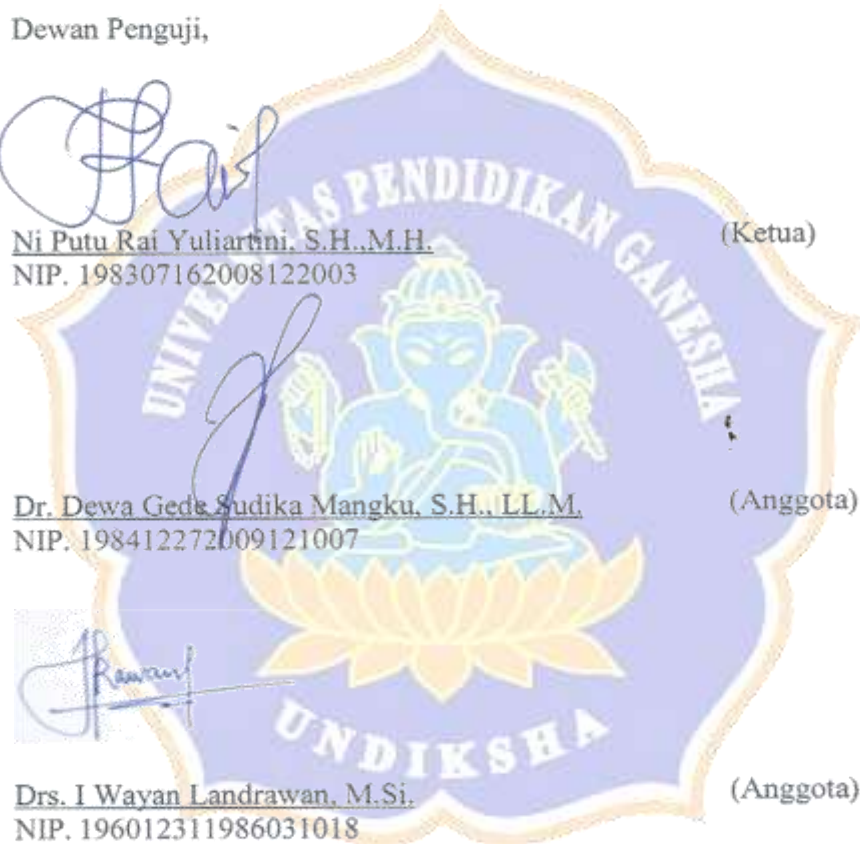 Dewan Penguji,
UNIVERSITAS PENDIDIKAN GANESHA
Ni Putu Rai Yuliartini, S.H.,M.H. (Ketua)
NIP. 198307162008122003
Dr. Dewa Gede Sudika Mangku, S.H., LL.M. (Anggota)
NIP. 198412272009121007
UNDIKSHA
Drs. I Wayan Landrawan, M.Si. (Anggota)
NIP. 196012311986031018